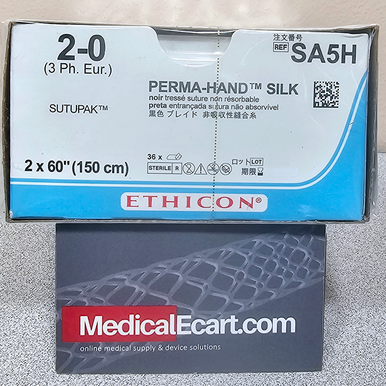 2-0
(3 Ph. Eur.)
SUTUPAK™
2 x 60" (150 cm)
注文番号
REF SA5H
PERMA-HAND™ SILK
noir tressé suture non résorbable
preta entrançada sutura não absorvível
黒色 ブレイド 非吸収性縫合糸
36 x
STERILE R
ロット LOT
期限
ETHICON®
MedicalEcart.com
online medical supply & device solutions